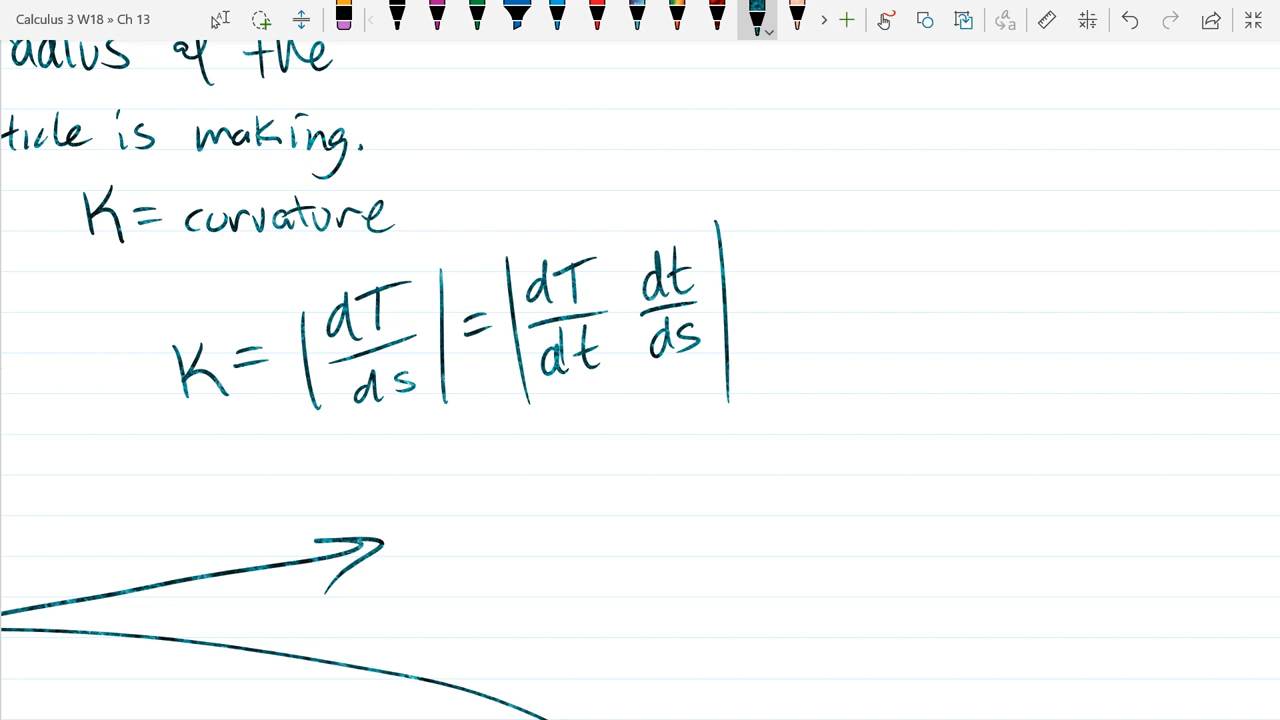 Calculus 3 W18 » Ch 13
adius of the
ticle is making.
K = curvature
K = | dT/ds | = | dT/dt dt/ds |